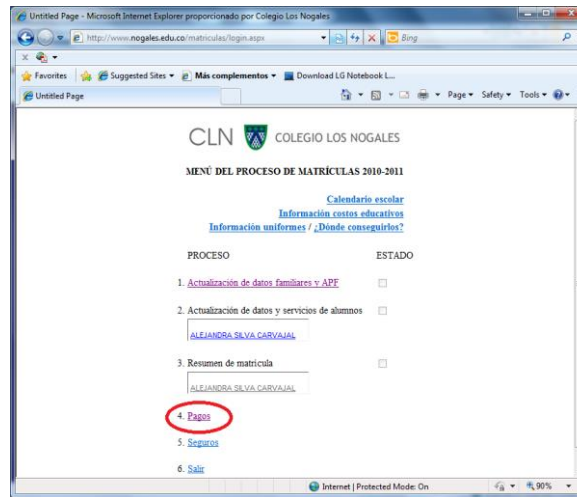 Untitled Page - Microsoft Internet Explorer proporcionado por Colegio Los Nogales
http://www.nogales.edu.co/matriculas/login.aspx
Bing
Favorites Suggested Sites Más complementos Download LG Notebook L...
Untitled Page Page Safety Tools
CLN COLEGIO LOS NOGALES
MENÚ DEL PROCESO DE MATRÍCULAS 2010-2011
Calendario escolar
Información costos educativos
Información uniformes / ¿Dónde conseguirlos?
PROCESO ESTADO
1. Actualización de datos familiares y APF
2. Actualización de datos y servicios de alumnos
ALEJANDRA SILVA CARVAJAL
3. Resumen de matricula
ALEJANDRA SILVA CARVAJAL
4. Pagos
5. Seguros
6. Salir
Internet | Protected Mode: On 90%